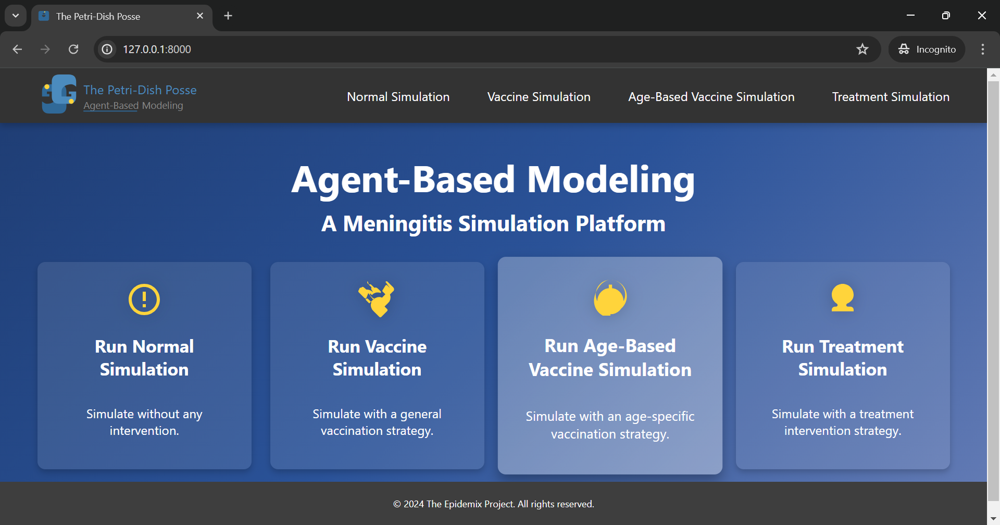 The Petri-Dish Posse
127.0.0.1:8000
Incognito
The Petri-Dish Posse
Agent-Based Modeling
Normal Simulation
Vaccine Simulation
Age-Based Vaccine Simulation
Treatment Simulation
Agent-Based Modeling
A Meningitis Simulation Platform
Run Normal
Simulation
Simulate without any
intervention.
Run Vaccine
Simulation
Simulate with a general
vaccination strategy.
Run Age-Based
Vaccine Simulation
Simulate with an age-specific
vaccination strategy.
Run Treatment
Simulation
Simulate with a treatment
intervention strategy.
© 2024 The Epidemix Project. All rights reserved.